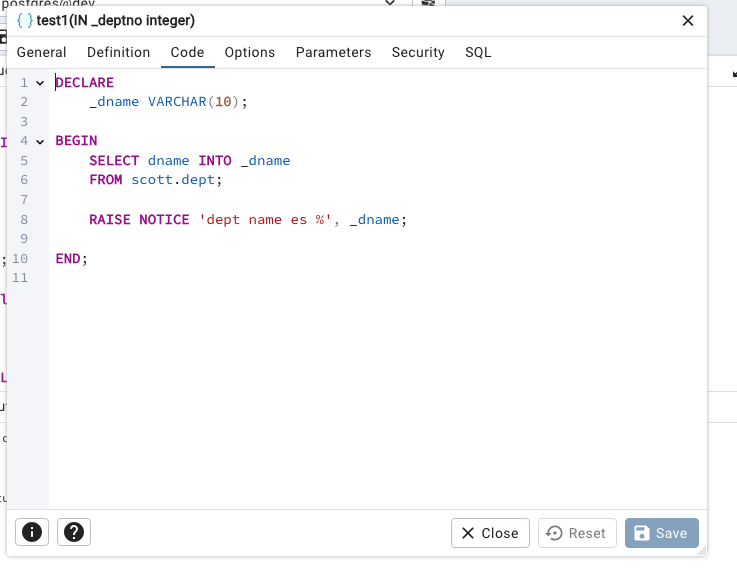 postgres@dev
{} test1(IN _deptno integer)
General Definition Code Options Parameters Security SQL
1 DECLARE
2 _dname VARCHAR(10);
3
4 BEGIN
5 SELECT dname INTO _dname
6 FROM scott.dept;
7
8 RAISE NOTICE 'dept name es %', _dname;
9
10 END;
11
i ? Close Reset Save